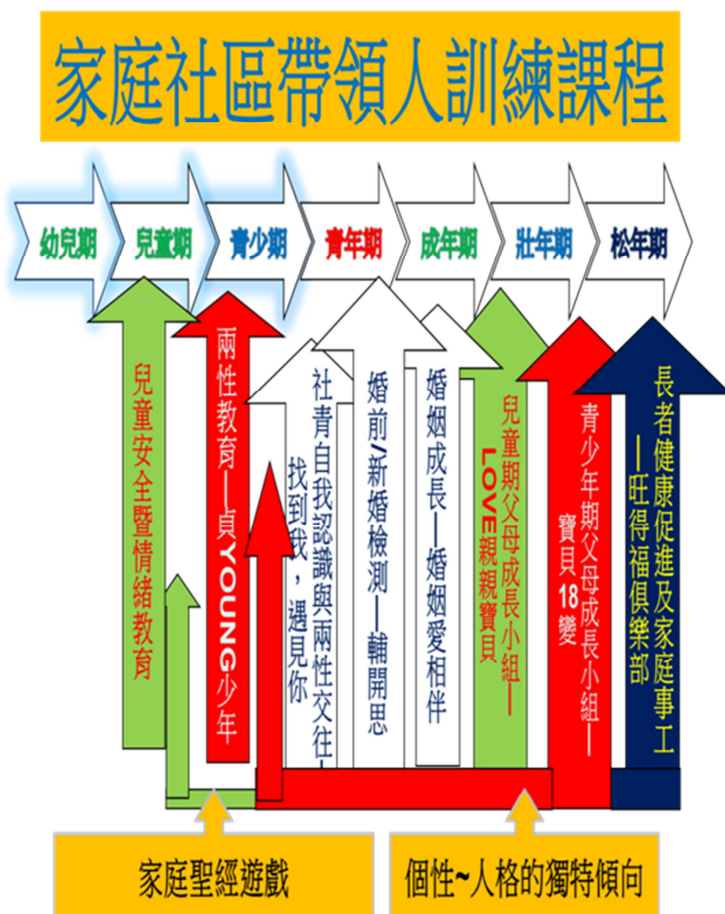 家庭社區帶領人訓練課程
幼兒期
兒童期
青少期
青年期
成年期
壯年期
松年期
兒童安全暨情緒教育
兩性教育—貞YOUNG少年
社青自我認識與兩性交往—
找到我，遇見你
婚前/新婚檢測—輔開思
婚姻成長—婚姻愛相伴
兒童期父母成長小組—
LOVE親親寶貝
青少年期父母成長小組—
寶貝18變
長者健康促進及家庭事工
—旺得福俱樂部
家庭聖經遊戲
個性~人格的獨特傾向